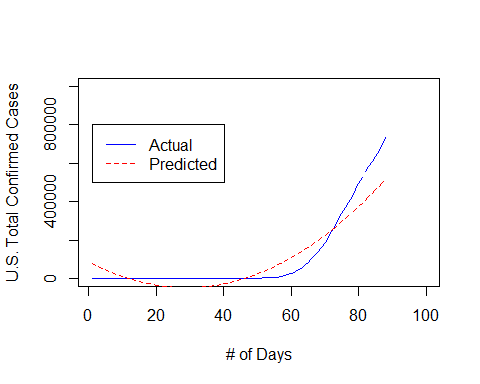 U.S. Total Confirmed Cases
800000
400000
0
Actual
Predicted
0 20 40 60 80 100
# of Days